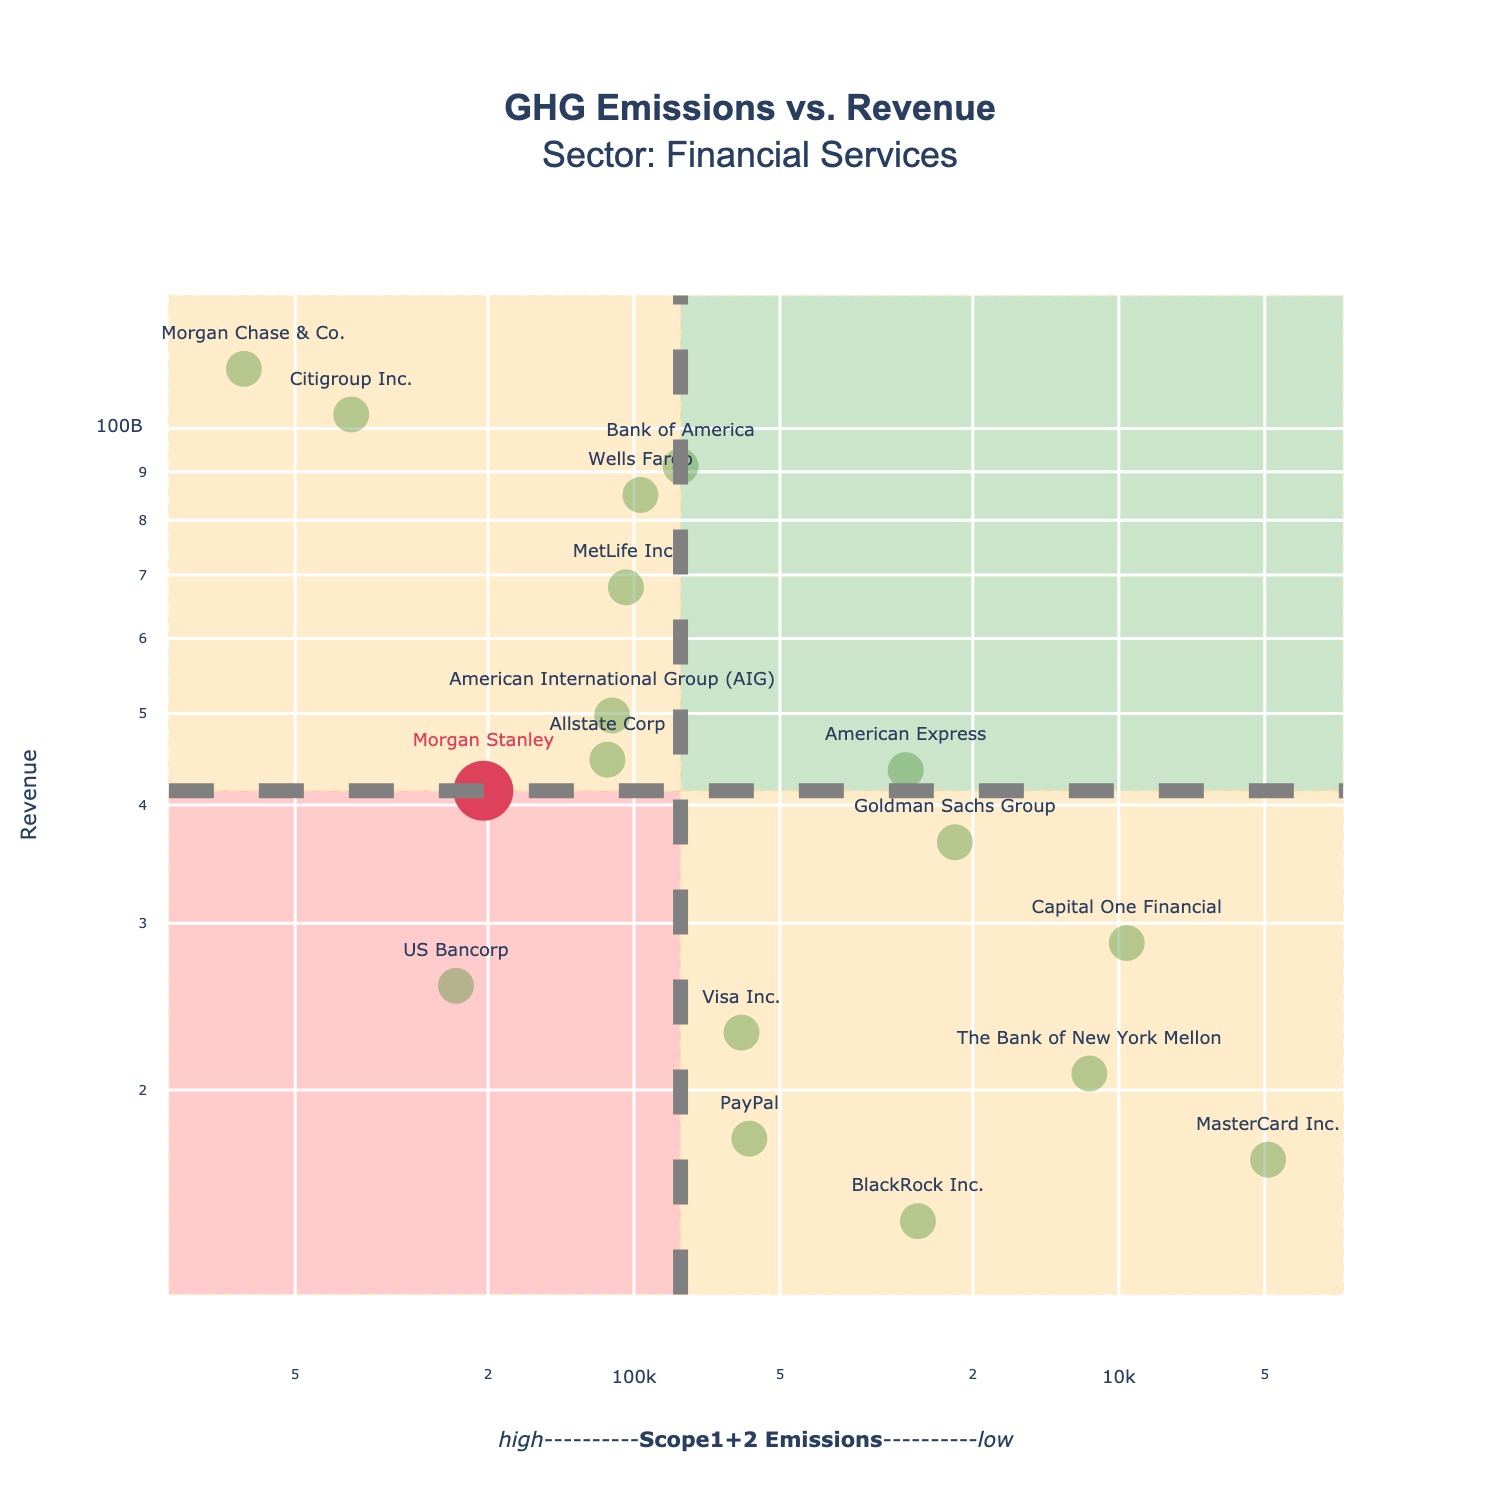 GHG Emissions vs. Revenue
Sector: Financial Services
Morgan Chase & Co.
Citigroup Inc.
100B
Bank of America
Wells Fargo
9
8
MetLife Inc
7
6
American International Group (AIG)
5
Allstate Corp
American Express
Morgan Stanley
4
Goldman Sachs Group
Revenue
3
Capital One Financial
US Bancorp
Visa Inc.
The Bank of New York Mellon
2
PayPal
MasterCard Inc.
BlackRock Inc.
5 2 100k 5 2 10k 5
high----------Scope1+2 Emissions----------low